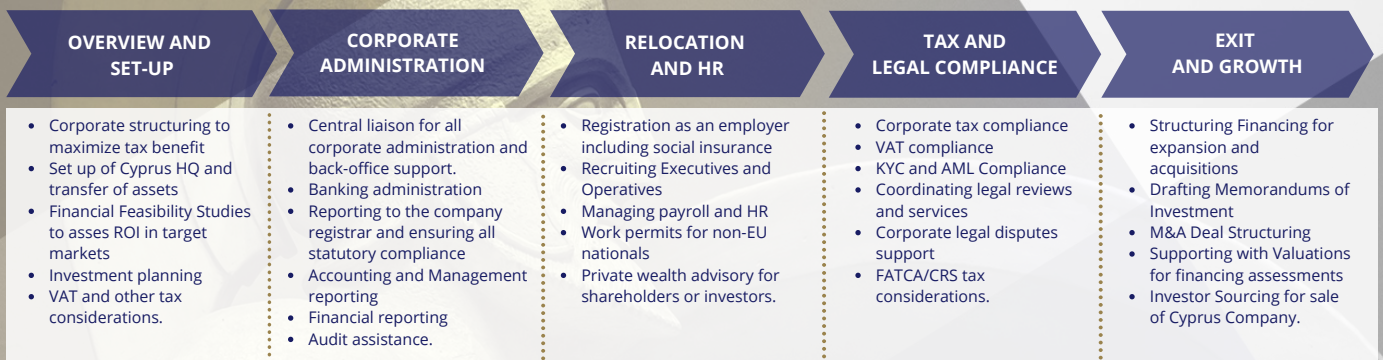 OVERVIEW AND
SET-UP
• Corporate structuring to
maximize tax benefit
• Set up of Cyprus HQ and
transfer of assets
• Financial Feasibility Studies
to asses ROI in target
markets
• Investment planning
• VAT and other tax
considerations.
CORPORATE
ADMINISTRATION
• Central liaison for all
corporate administration and
back-office support.
• Banking administration
• Reporting to the company
registrar and ensuring all
statutory compliance
• Accounting and Management
reporting
• Financial reporting
• Audit assistance.
RELOCATION
AND HR
• Registration as an employer
including social insurance
• Recruiting Executives and
Operatives
• Managing payroll and HR
• Work permits for non-EU
nationals
• Private wealth advisory for
shareholders or investors.
TAX AND
LEGAL COMPLIANCE
• Corporate tax compliance
• VAT compliance
• KYC and AML Compliance
• Coordinating legal reviews
and services
• Corporate legal disputes
support
• FATCA/CRS tax
considerations.
EXIT
AND GROWTH
• Structuring Financing for
expansion and
acquisitions
• Drafting Memorandums of
Investment
• M&A Deal Structuring
• Supporting with Valuations
for financing assessments
• Investor Sourcing for sale
of Cyprus Company.